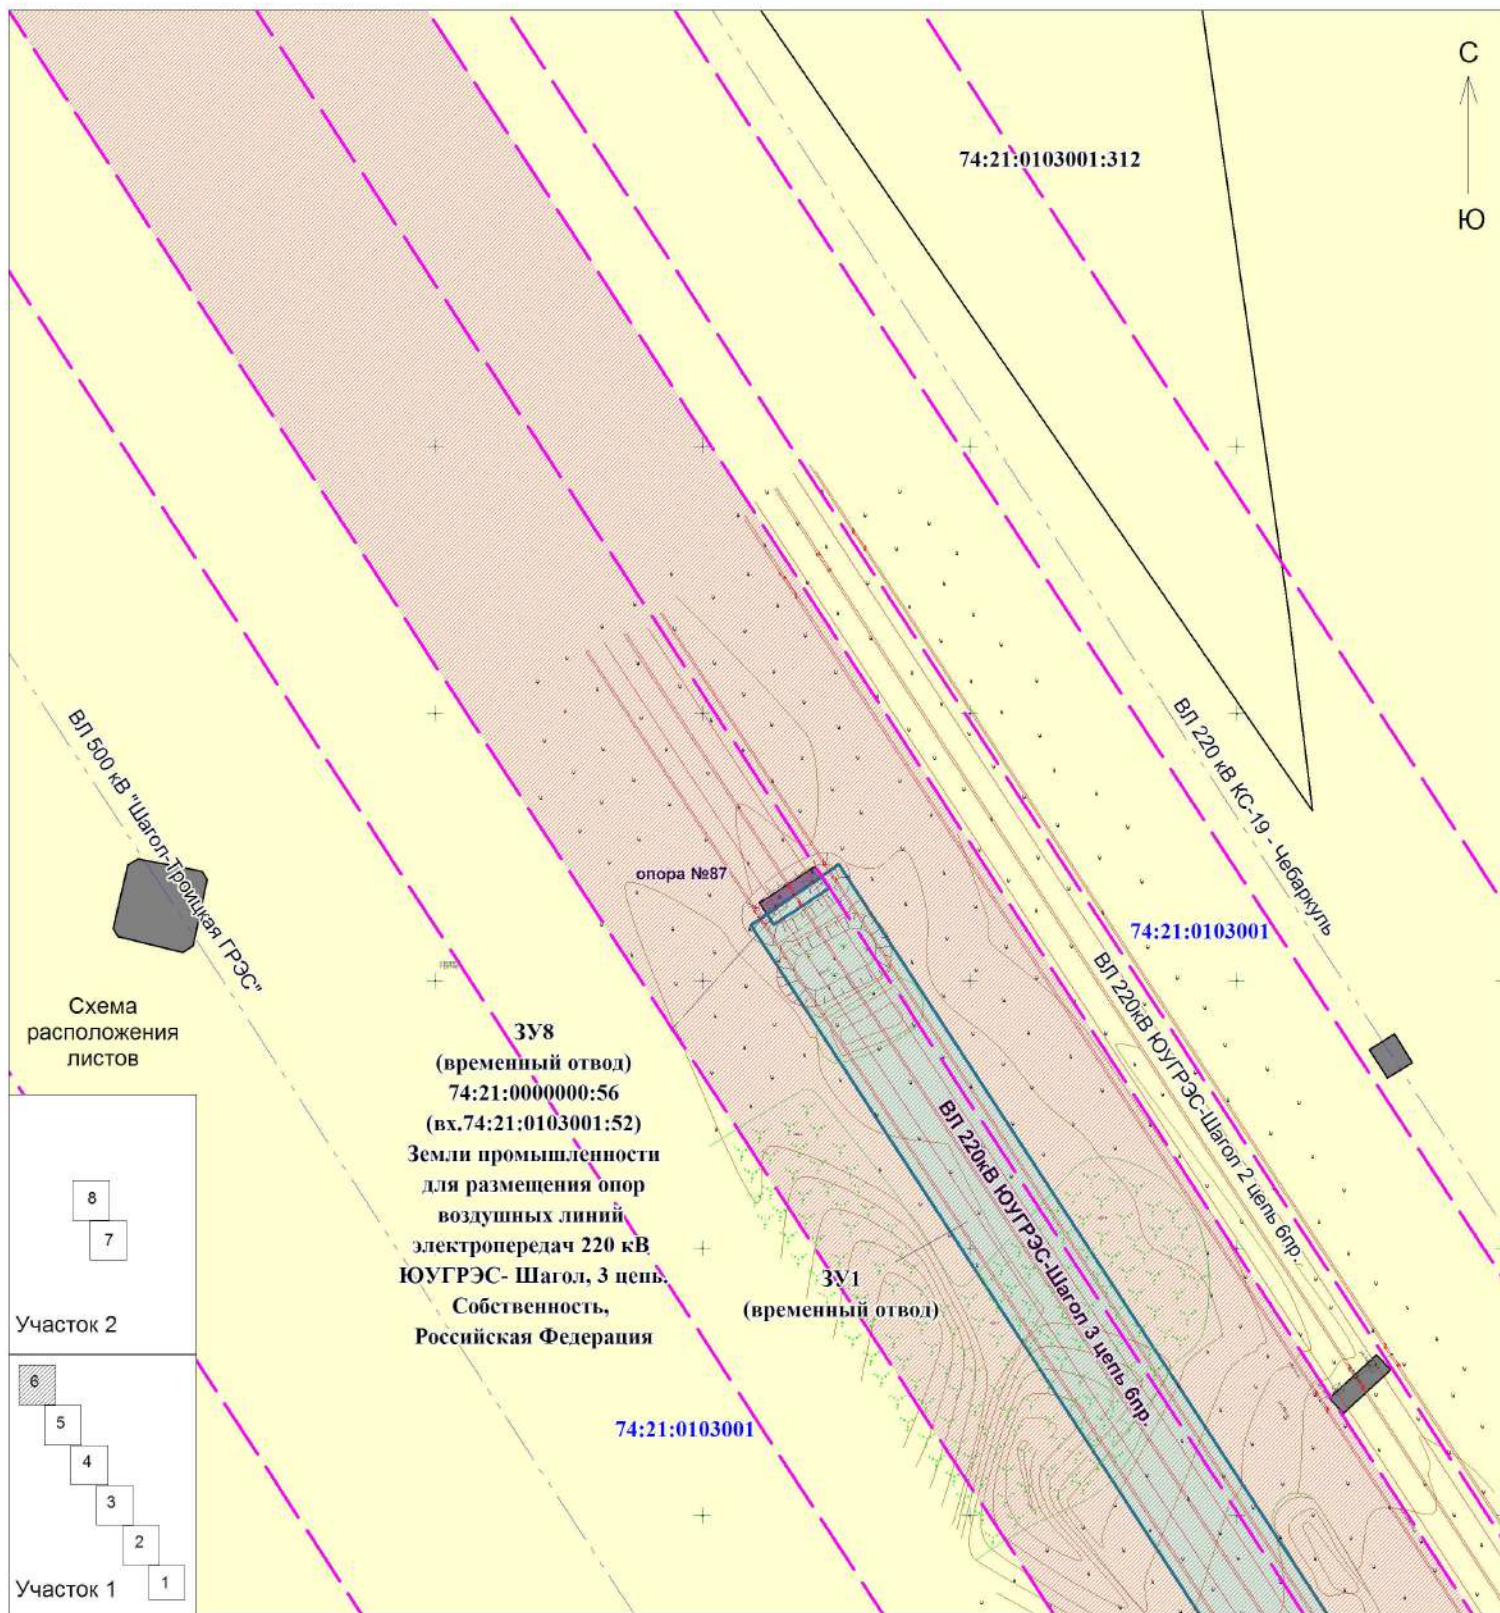 С
74:21:0103001:312
Ю
ВЛ 500 кВ "Шагол-Троицкая ГРЭС"
ВЛ 220 кВ КС-19 - Чебаркуль
опора №87
74:21:0103001
ВЛ 220кВ ЮУГРЭС-Шагол 2 цепь 6пр.
Схема
расположения
листов
ЗУ8
(временный отвод)
74:21:0000000:56
(вх.74:21:0103001:52)
Земли промышленности
для размещения опор
воздушных линий
электропередач 220 кВ
ЮУГРЭС- Шагол, 3 цепь.
Собственность,
Российская Федерация
ВЛ 220кВ ЮУГРЭС-Шагол 3 цепь 6пр.
ЗУ1
(временный отвод)
74:21:0103001
8
7
Участок 2
6
5
4
3
2
1
Участок 1